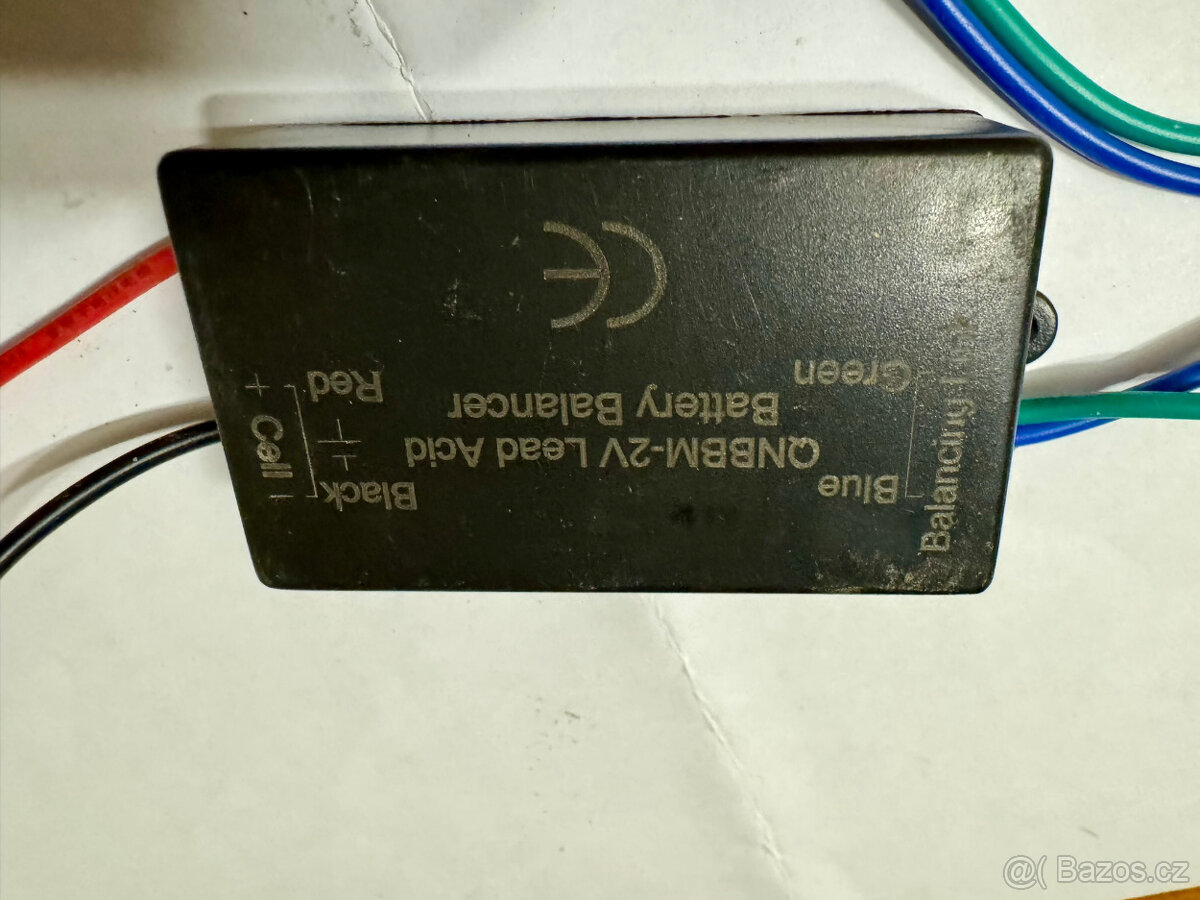 Blue
Balancing Link
Green
QNBBM-2V Lead Acid
Battery Balancer
Black
-
Cell
+
Red
CE
@( Bazos.cz